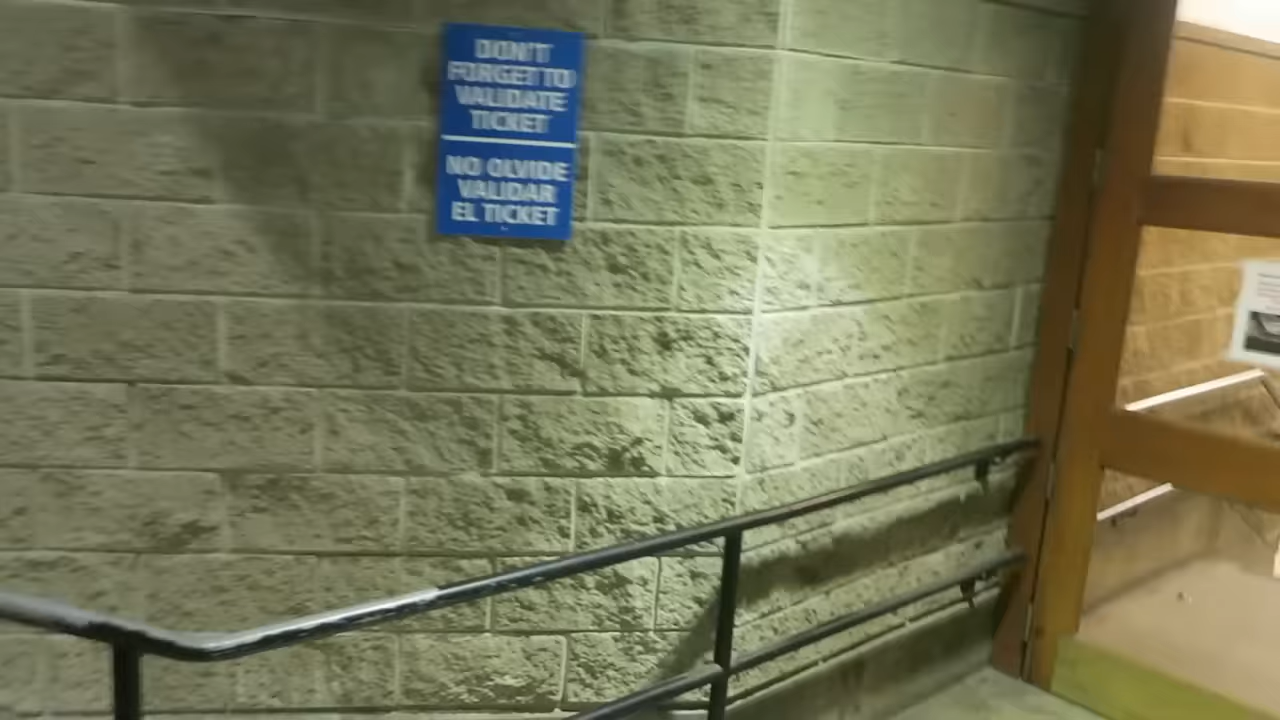 DON'T
FORGET TO
VALIDATE
TICKET
NO OLVIDE
VALIDAR
EL TICKET